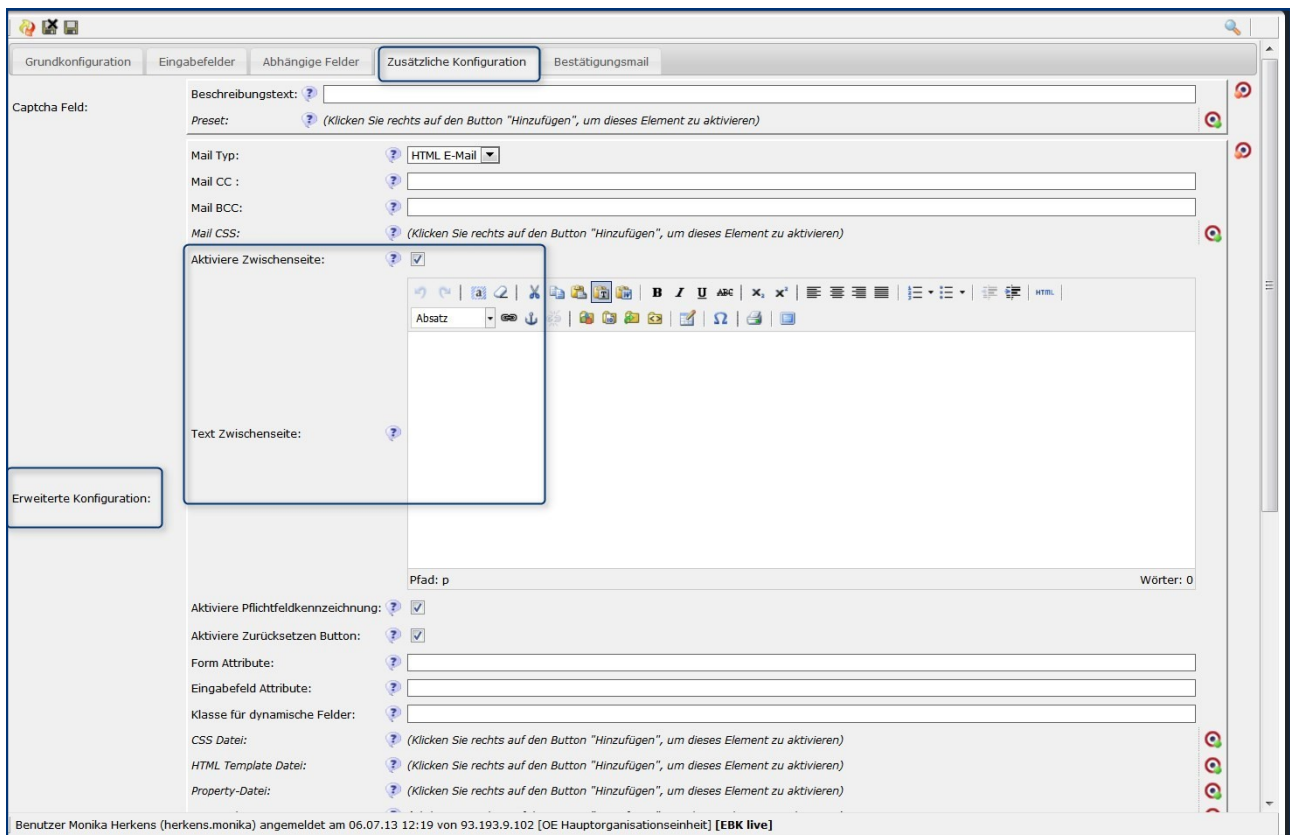 Grundkonfiguration Eingabefelder Abhängige Felder Zusätzliche Konfiguration Bestätigungsmail
Captcha Feld:
Beschreibungstext:
Preset: (Klicken Sie rechts auf den Button "Hinzufügen", um dieses Element zu aktivieren)
Mail Typ: HTML E-Mail
Mail CC :
Mail BCC:
Mail CSS: (Klicken Sie rechts auf den Button "Hinzufügen", um dieses Element zu aktivieren)
Aktiviere Zwischenseite:
B I U ABC x₂ x² HTML
Absatz Ω
Text Zwischenseite:
Erweiterte Konfiguration:
Pfad: p Wörter: 0
Aktiviere Pflichtfeldkennzeichnung:
Aktiviere Zurücksetzen Button:
Form Attribute:
Eingabefeld Attribute:
Klasse für dynamische Felder:
CSS Datei: (Klicken Sie rechts auf den Button "Hinzufügen", um dieses Element zu aktivieren)
HTML Template Datei: (Klicken Sie rechts auf den Button "Hinzufügen", um dieses Element zu aktivieren)
Property-Datei: (Klicken Sie rechts auf den Button "Hinzufügen", um dieses Element zu aktivieren)
Benutzer Monika Herkens (herkens.monika) angemeldet am 06.07.13 12:19 von 93.193.9.102 [OE Hauptorganisationseinheit] [EBK live]